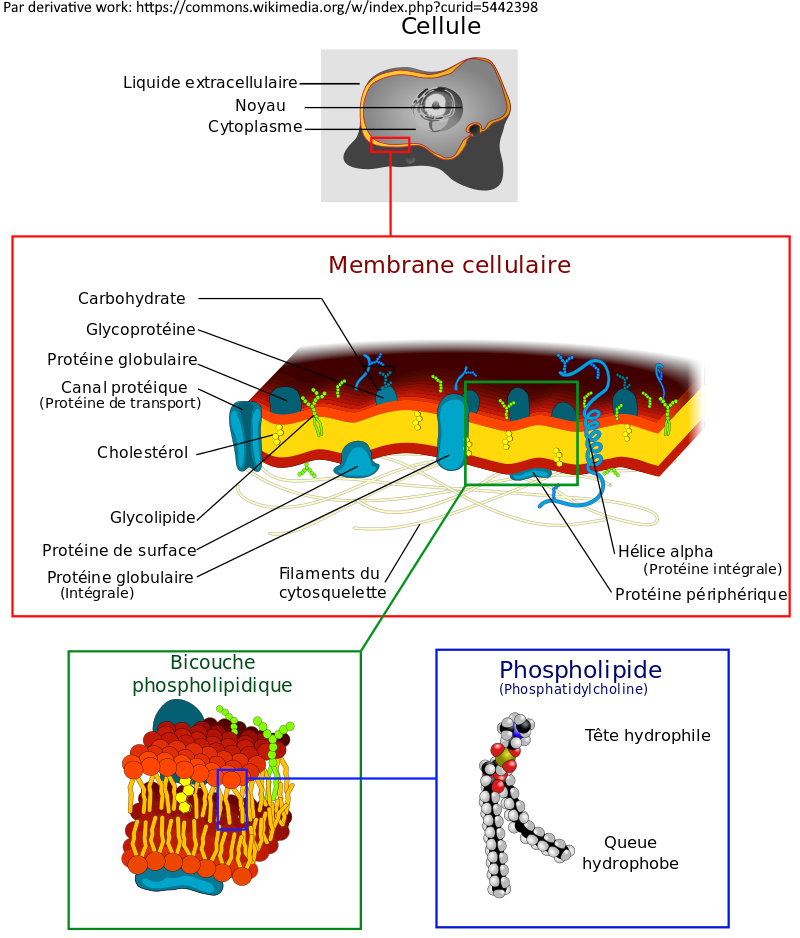 Par derivative work: https://commons.wikimedia.org/w/index.php?curid=5442398
Cellule
Liquide extracellulaire
Noyau
Cytoplasme
Membrane cellulaire
Carbohydrate
Glycoprotéine
Protéine globulaire
Canal protéique
(Protéine de transport)
Cholestérol
Glycolipide
Protéine de surface
Protéine globulaire
(Intégrale)
Filaments du
cytosquelette
Hélice alpha
(Protéine intégrale)
Protéine périphérique
Bicouche
phospholipidique
Phospholipide
(Phosphatidylcholine)
Tête hydrophile
Queue
hydrophobe